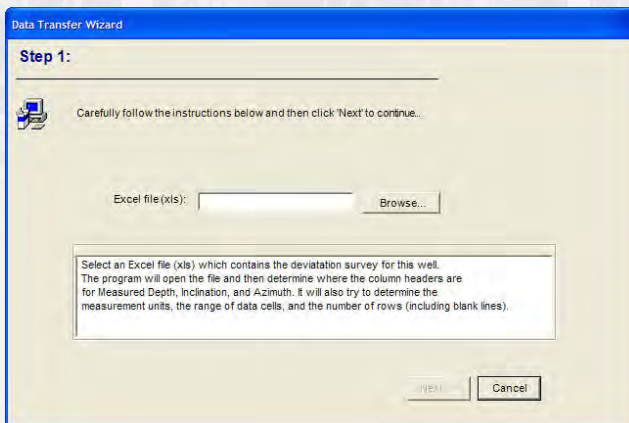 Data Transfer Wizard
Step 1:
Carefully follow the instructions below and then click 'Next' to continue...
Excel file (xls):
Browse...
Select an Excel file (xls) which contains the deviatation survey for this well.
The program will open the file and then determine where the column headers are
for Measured Depth, Inclination, and Azimuth. It will also try to determine the
measurement units, the range of data cells, and the number of rows (including blank lines).
Next
Cancel